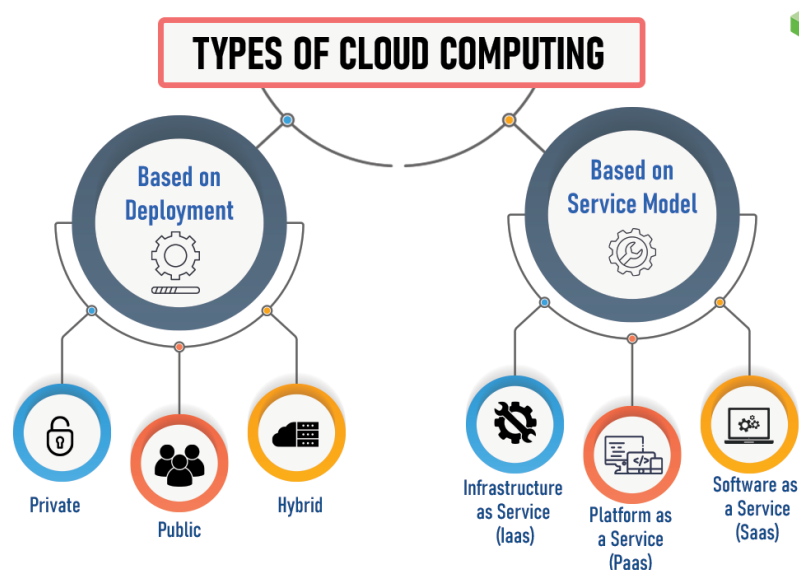 TYPES OF CLOUD COMPUTING
Based on
Deployment
Based on
Service Model
Private
Public
Hybrid
Infrastructure
as Service
(Iaas)
Platform as
a Service
(Paas)
Software as
a Service
(Saas)